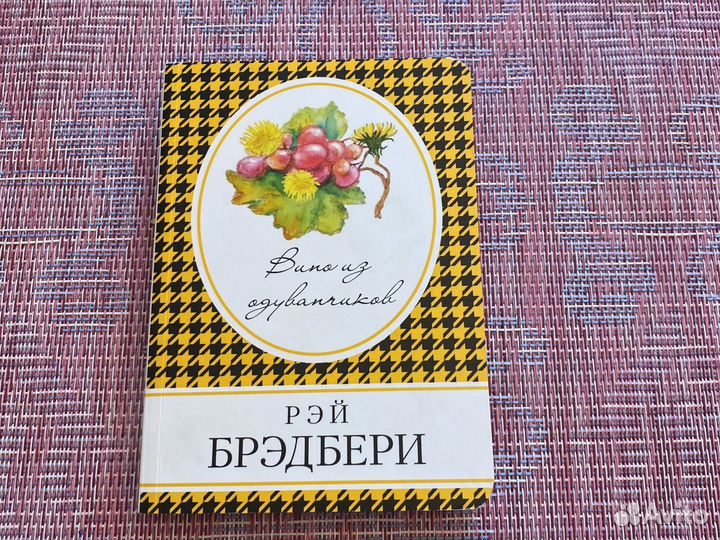 Вино из
одуванчиков
РЭЙ
БРЭДБЕРИ
Avito